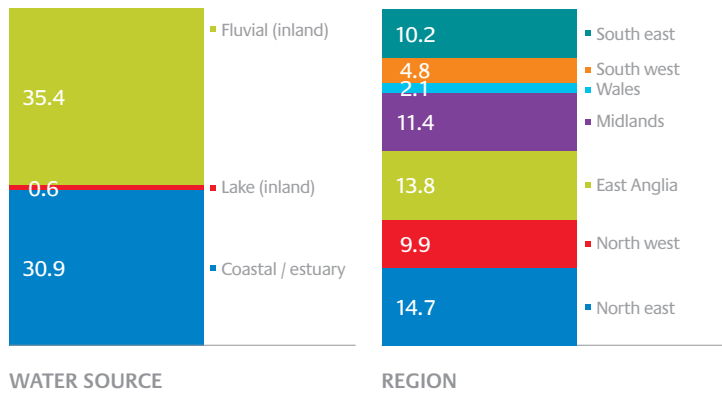 35.4
Fluvial (inland)
0.6
Lake (inland)
30.9
Coastal / estuary
WATER SOURCE
10.2
South east
4.8
South west
2.1
Wales
11.4
Midlands
13.8
East Anglia
9.9
North west
14.7
North east
REGION